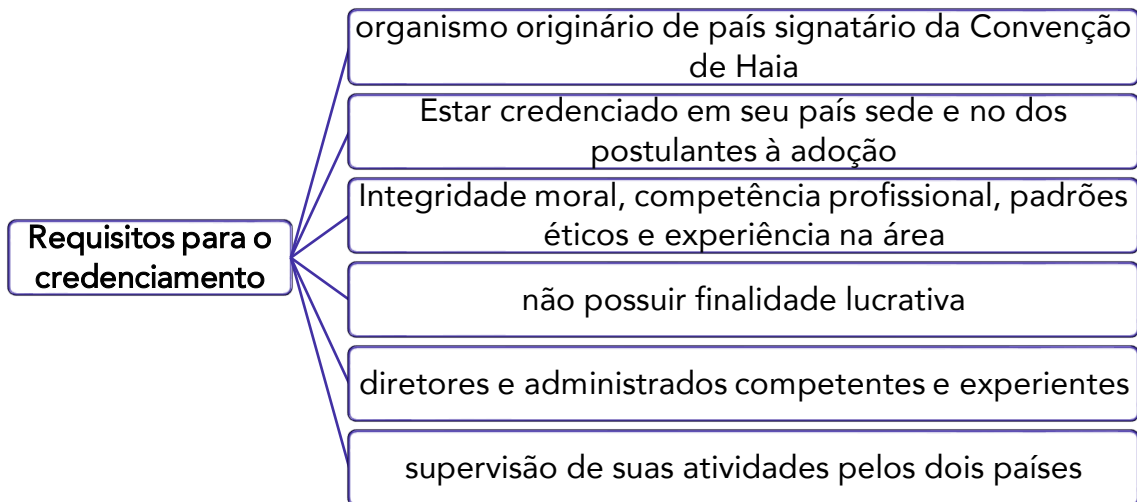 organismo originário de país signatário da Convenção
de Haia
Estar credenciado em seu país sede e no dos
postulantes à adoção
Integridade moral, competência profissional, padrões
éticos e experiência na área
Requisitos para o
credenciamento
não possuir finalidade lucrativa
diretores e administrados competentes e experientes
supervisão de suas atividades pelos dois países